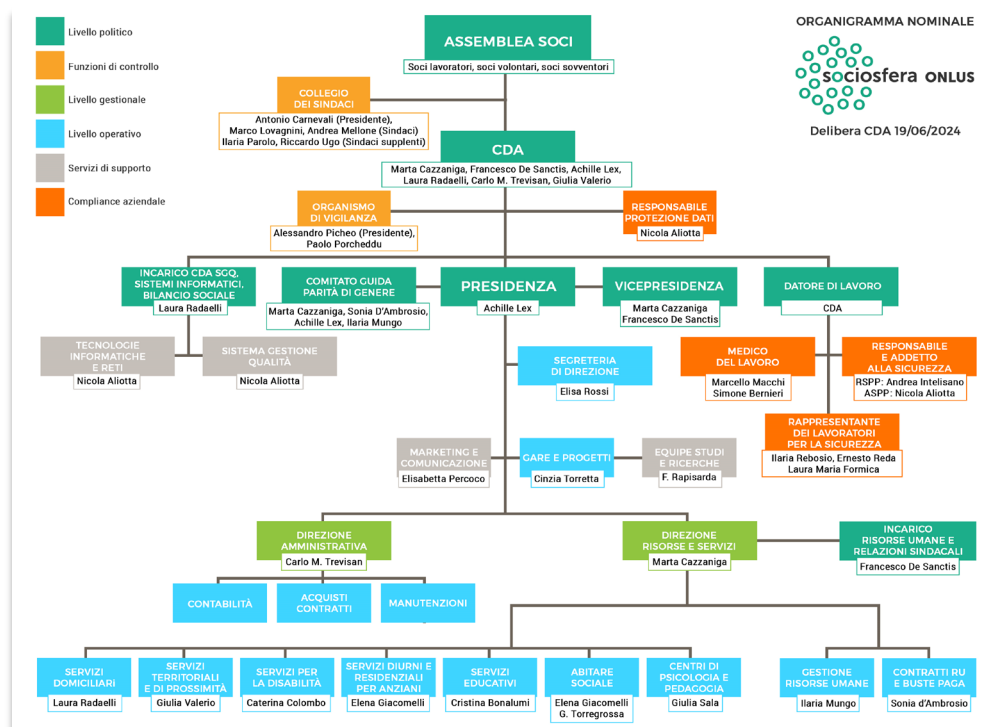 Livello politico
Funzioni di controllo
Livello gestionale
Livello operativo
Servizi di supporto
Compliance aziendale
ORGANIGRAMMA NOMINALE
sociosfera ONLUS
Delibera CDA 19/06/2024
ASSEMBLEA SOCI
Soci lavoratori, soci volontari, soci sovventori
COLLEGIO
DEI SINDACI
Antonio Carnevali (Presidente),
Marco Lovagnini, Andrea Mellone (Sindaci)
Ilaria Parolo, Riccardo Ugo (Sindaci supplenti)
CDA
Marta Cazzaniga, Francesco De Sanctis, Achille Lex,
Laura Radaelli, Carlo M. Trevisan, Giulia Valerio
ORGANISMO
DI VIGILANZA
Alessandro Picheo (Presidente),
Paolo Porcheddu
RESPONSABILE
PROTEZIONE DATI
Nicola Aliotta
INCARICO CDA SGQ,
SISTEMI INFORMATICI.
BILANCIO SOCIALE
Laura Radaelli
COMITATO GUIDA
PARITÀ DI GENERE
Marta Cazzaniga, Sonia D'Ambrosio,
Achille Lex, Ilaria Mungo
PRESIDENZA
Achille Lex
VICEPRESIDENZA
Marta Cazzaniga
Francesco De Sanctis
DATORE DI LAVORO
CDA
TECNOLOGIE
INFORMATICHE
E RETI
Nicola Aliotta
SISTEMA GESTIONE
QUALITÀ
Nicola Aliotta
SEGRETERIA
DI DIREZIONE
Elisa Rossi
MEDICO
DEL LAVORO
Marcello Macchi
Simone Bernieri
RESPONSABILE
E ADDETTO
ALLA SICUREZZA
RSPP: Andrea Intelisano
ASPP: Nicola Aliotta
RAPPRESENTANTE
DEI LAVORATORI
PER LA SICUREZZA
Ilaria Rebosio, Ernesto Reda
Laura Maria Formica
MARKETING E
COMUNICAZIONE
Elisabetta Percoco
GARE E PROGETTI
Cinzia Torretta
EQUIPE STUDI
E RICERCHE
F. Rapisarda
DIREZIONE
AMMINISTRATIVA
Carlo M. Trevisan
DIREZIONE
RISORSE E SERVIZI
Marta Cazzaniga
INCARICO
RISORSE UMANE E
RELAZIONI SINDACALI
Francesco De Sanctis
CONTABILITÀ
ACQUISTI
CONTRATTI
MANUTENZIONI
SERVIZI
DOMICILIARI
Laura Radaelli
SERVIZI
TERRITORIALI
E DI PROSSIMITÀ
Giulia Valerio
SERVIZI PER
LA DISABILITÀ
Caterina Colombo
SERVIZI DIURNI E
RESIDENZIALI
PER ANZIANI
Elena Giacomelli
SERVIZI
EDUCATIVI
Cristina Bonalumi
ABITARE
SOCIALE
Elena Giacomelli
G. Torregrossa
CENTRI DI
PSICOLOGIA E
PEDAGOGIA
Giulia Sala
GESTIONE
RISORSE UMANE
Ilaria Mungo
CONTRATTI RU
E BUSTE PAGA
Sonia d'Ambrosio